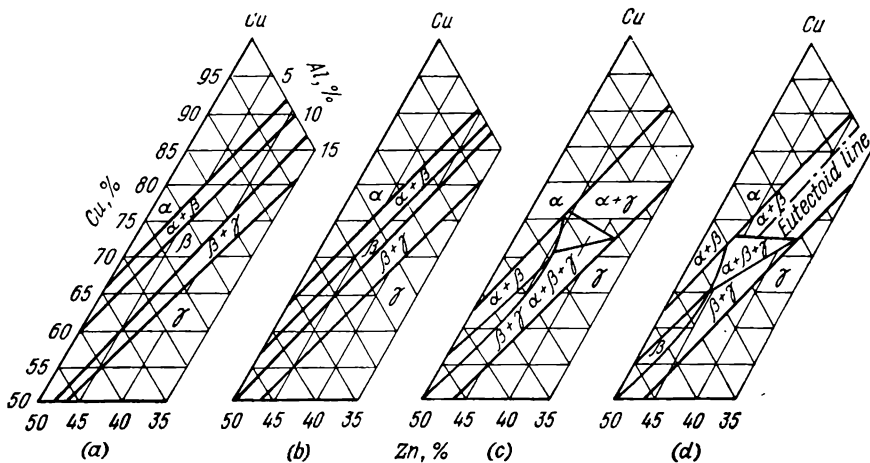 Cu
Cu
Cu
Cu
95
90
85
80
75
70
65
60
55
50
Cu, %
5
10
15
Al, %
α
α+β
β
β+γ
γ
α
α+β
β
β+γ
γ
α
α+γ
α+β
α+β+γ
β+γ
γ
α
α+β
Eutectoid line
α+β
α+β+γ
β+γ
β
γ
50 45 40 35
50 45 40 35
50 45 40 35
50 45 40 35
(a) (b) Zn, % (c) (d)